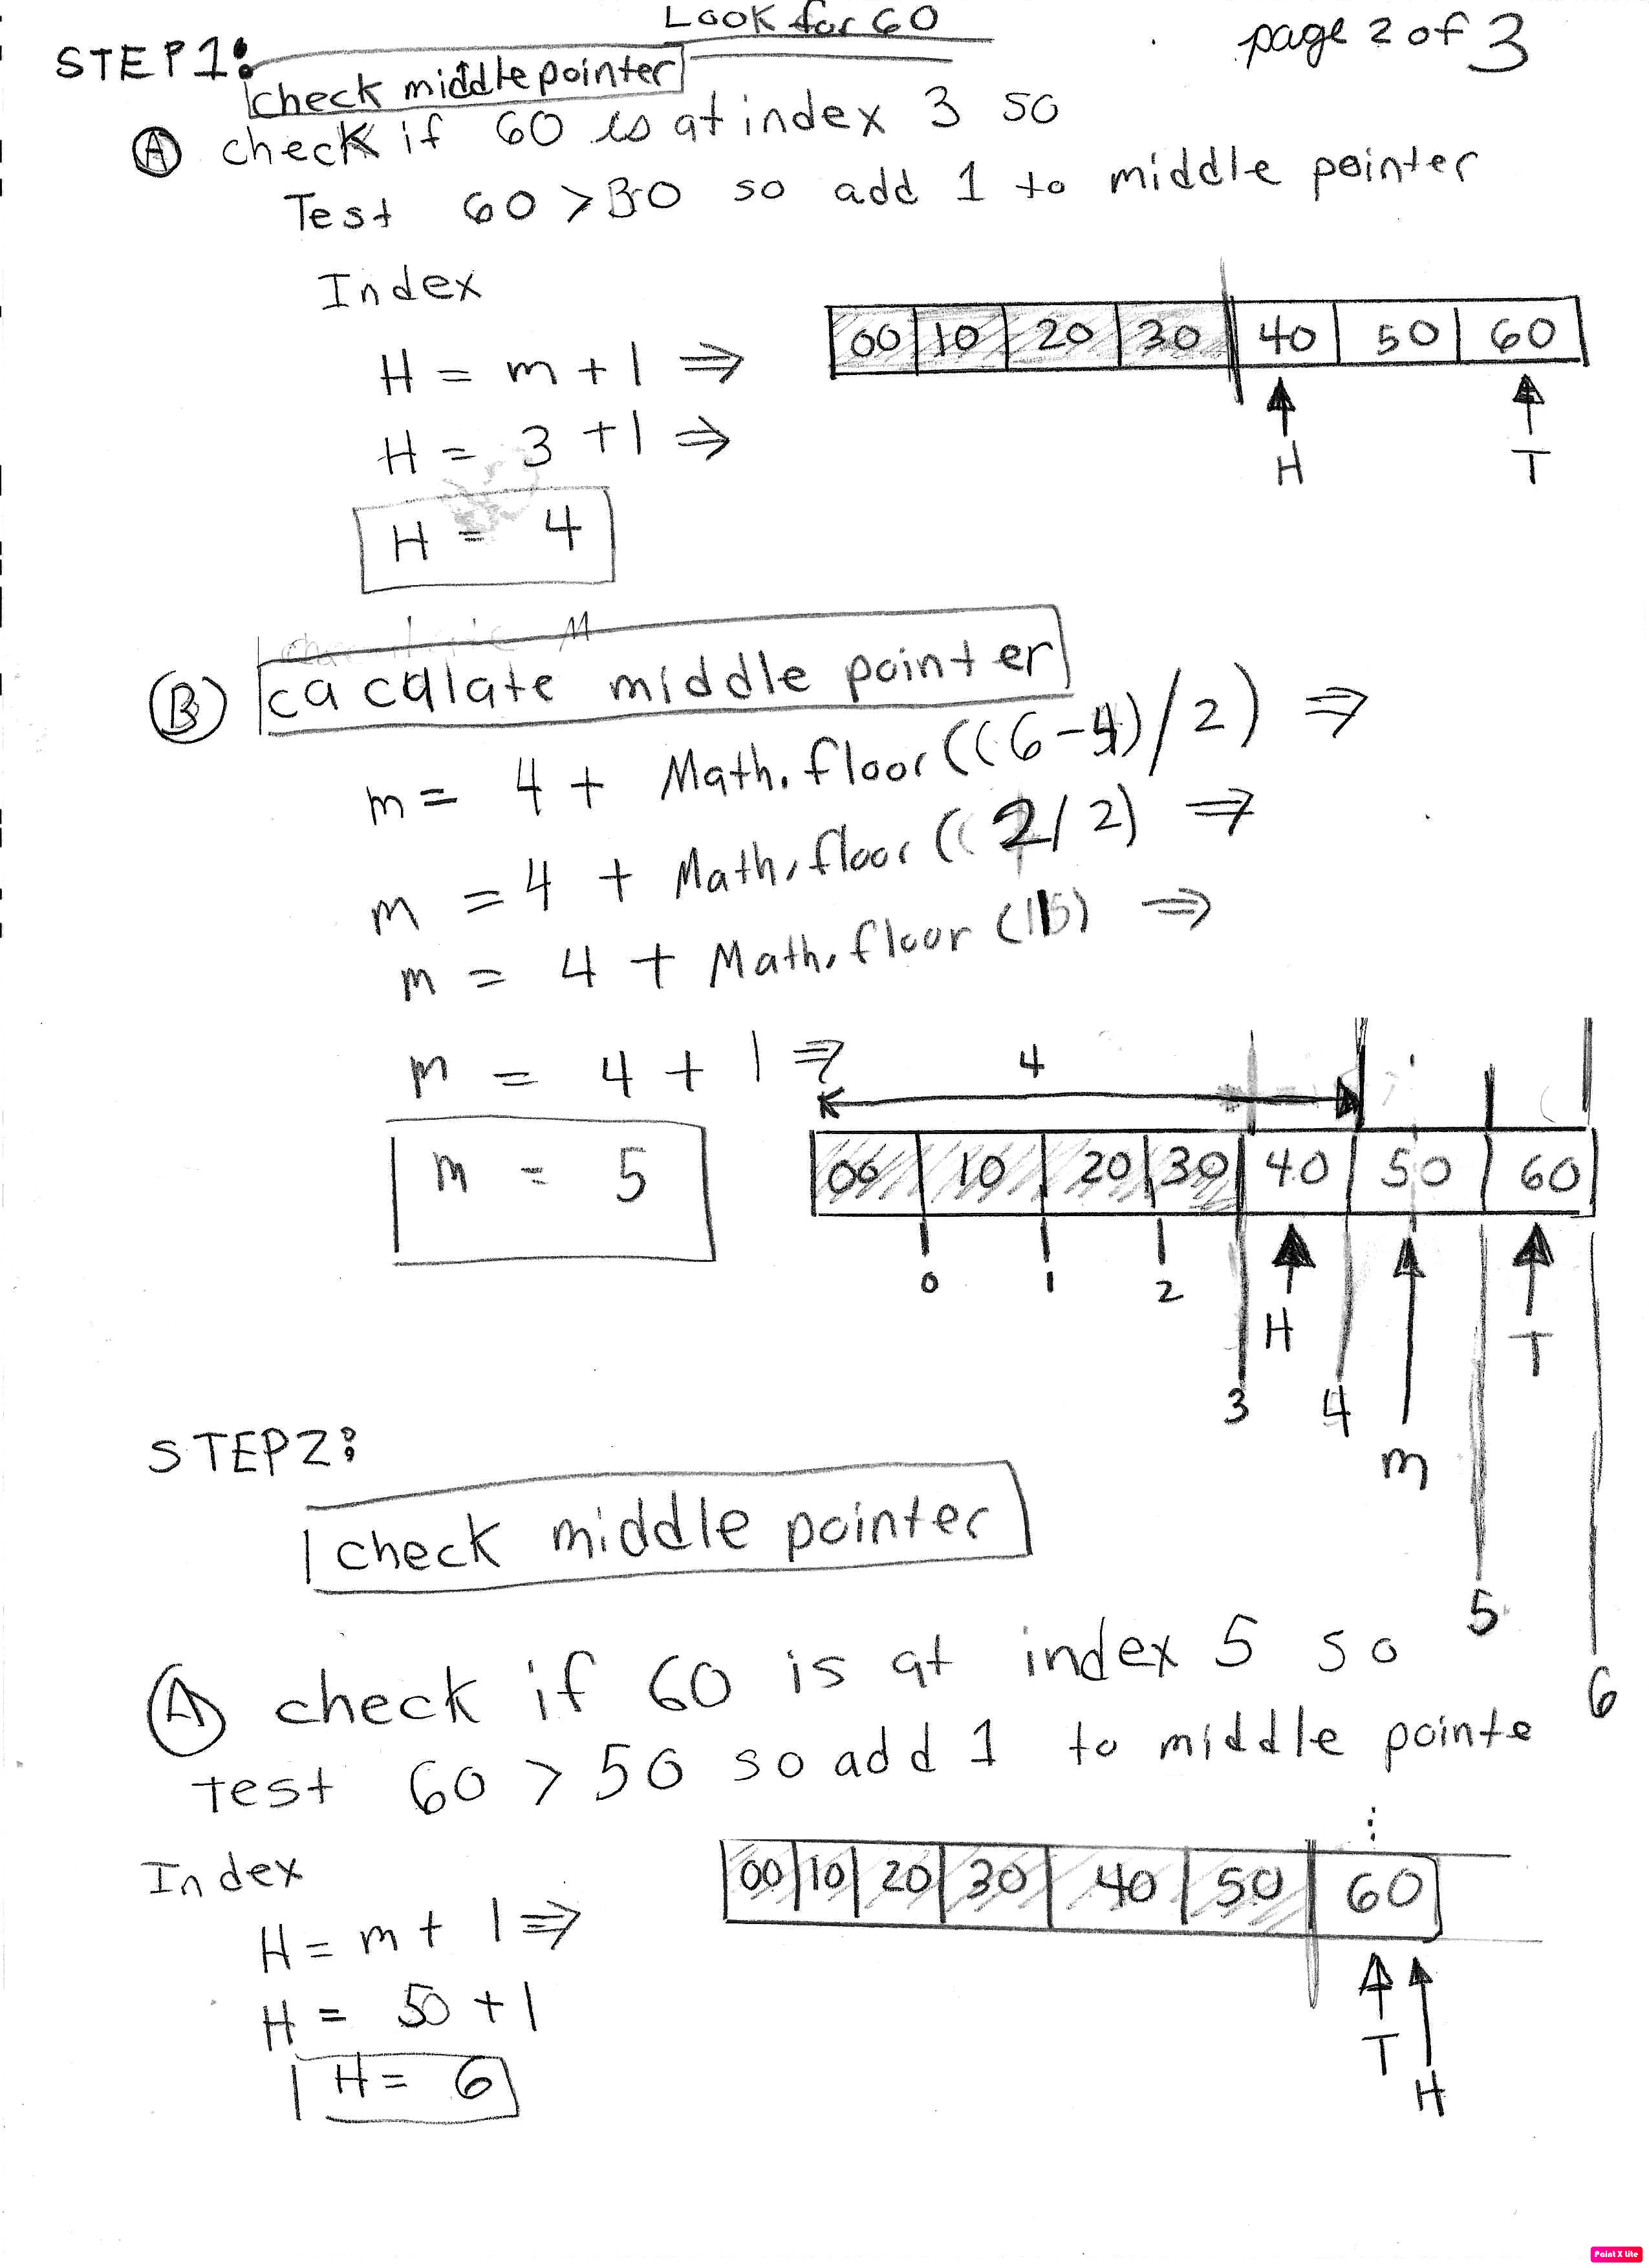 Look for 60
page 2 of 3
STEP1:
check middle pointer
A check if 60 is at index 3 so
Test 60 > 30 so add 1 to middle pointer
Index
H = m + 1 ⇒
00 10 20 30 40 50 60
H = 3 + 1 ⇒
H T
H = 4
B cacalate middle pointer
m = 4 + Math.floor((6-4)/2) ⇒
m = 4 + Math.floor((2/2) ⇒
m = 4 + Math.floor (1) ⇒
m = 4 + 1 ⇒
4
00 10 20 30 40 50 60
m = 5
0 1 2
H T
3 4
m
5
6
STEP2:
check middle pointer
A check if 60 is at index 5 so
Test 60 > 50 so add 1 to middle pointe
Index
00 10 20 30 40 50 60
H = m + 1 ⇒
H = 50 + 1
T
H
H = 6
Paint X Lite